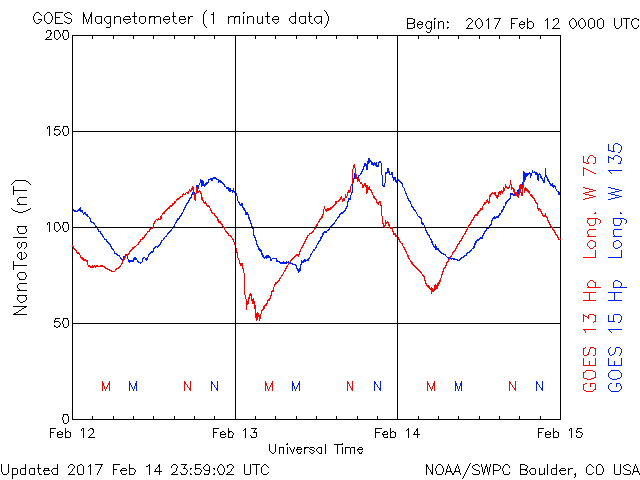 GOES Magnetometer (1 minute data)
Begin: 2017 Feb 12 0000 UTC
200
150
100
50
0
NanoTesla (nT)
M M N N M M N N M M N N
Feb 12 Feb 13 Feb 14 Feb 15
Universal Time
GOES 13 Hp Long. W 75
GOES 15 Hp Long. W 135
Updated 2017 Feb 14 23:59:02 UTC
NOAA/SWPC Boulder, CO USA